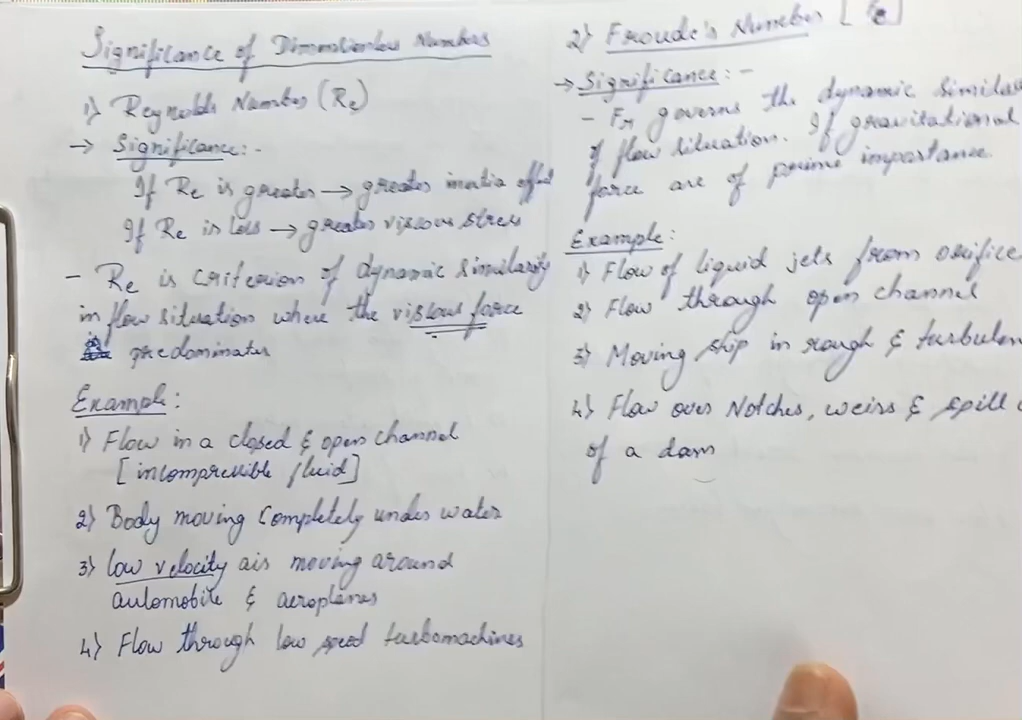 Significance of Dimensionless Numbers
1) Reynolds Number (Re)
→ Significance:-
If Re is greater → greater inertia effect
If Re is less → greater viscous stress
- Re is criterion of dynamic similarity
in flow situation where the viscous force
predominates
Example:
1) Flow in a closed & open channel
[incompressible fluid]
2) Body moving completely under water
3) low velocity air moving around
automobile & aeroplanes
4) Flow through low speed turbomachines
2) Froude's Number [
→ Significance:-
- Fr governs the dynamic similar
of flow situation. If gravitational
force are of prime importance.
Example:
1) Flow of liquid jets from orifice
2) Flow through open channel
3) Moving ship in rough & turbulen
4) Flow over Notches, weirs & spill
of a dam